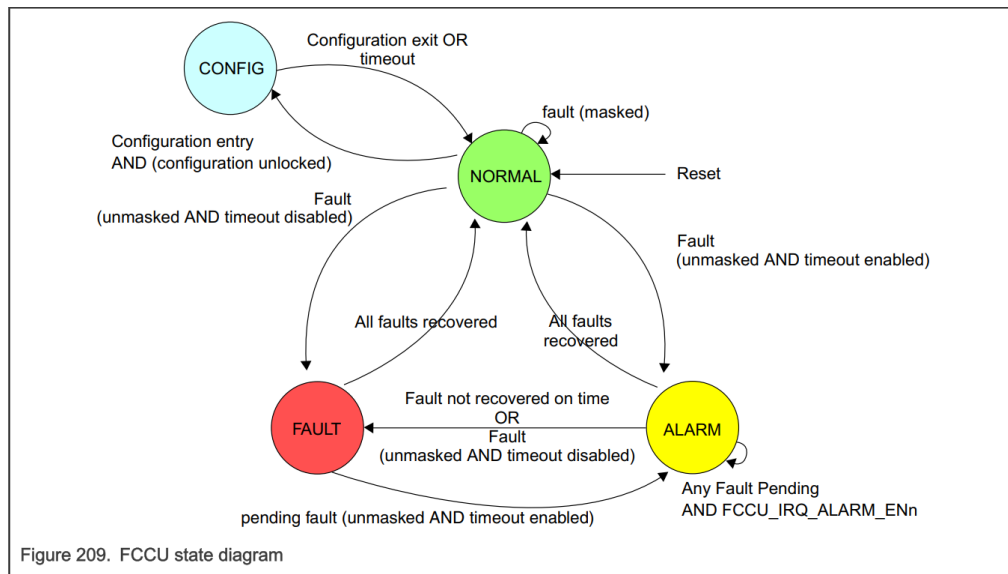 Configuration exit OR
timeout
CONFIG
fault (masked)
Configuration entry
AND (configuration unlocked)
NORMAL
Reset
Fault
(unmasked AND timeout disabled)
Fault
(unmasked AND timeout enabled)
All faults recovered
All faults
recovered
Fault not recovered on time
OR
Fault
(unmasked AND timeout disabled)
FAULT
ALARM
Any Fault Pending
AND FCCU_IRQ_ALARM_ENn
pending fault (unmasked AND timeout enabled)
Figure 209. FCCU state diagram